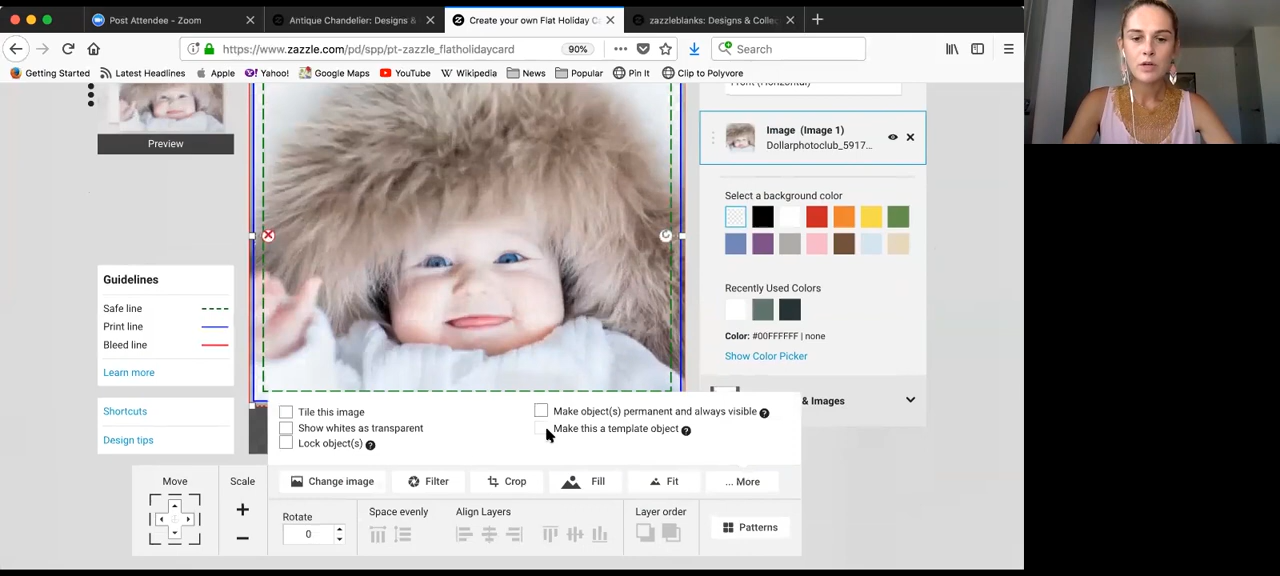 Post Attendee - Zoom
Antique Chandelier: Designs &
Create your own Flat Holiday C
zazzleblanks: Designs & Collec
https://www.zazzle.com/pd/spp/pt-zazzle_flatholidaycard
90%
Search
Getting Started
Latest Headlines
Apple
Yahoo!
Google Maps
YouTube
Wikipedia
News
Popular
Pin It
Clip to Polyvore
Preview
Image (Image 1)
Dollarphotoclub_5917...
Select a background color
Recently Used Colors
Color: #00FFFFFF | none
Show Color Picker
& Images
Guidelines
Safe line
Print line
Bleed line
Learn more
Shortcuts
Design tips
Tile this image
Show whites as transparent
Lock object(s)
Make object(s) permanent and always visible
Make this a template object
Change image
Filter
Crop
Fill
Fit
... More
Move
Scale
Rotate
0
Space evenly
Align Layers
Layer order
Patterns